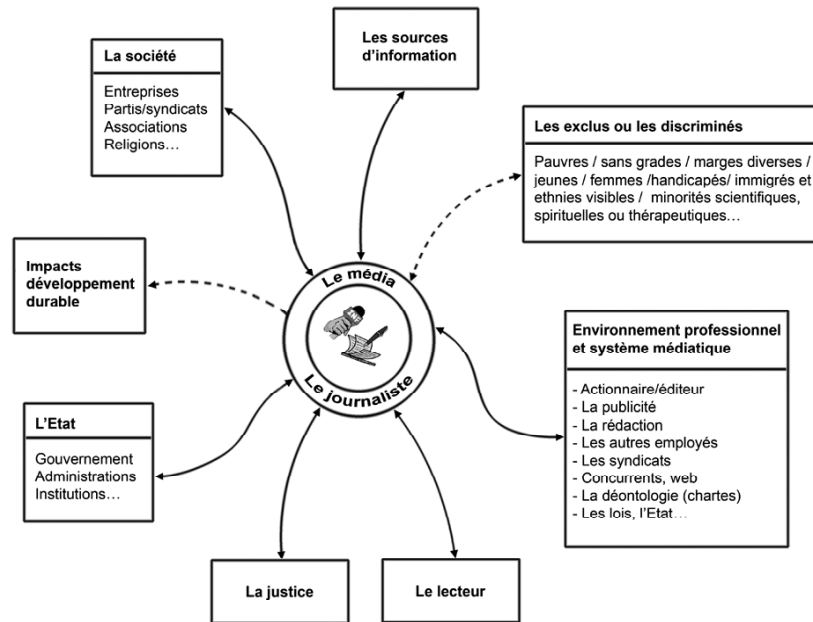 Les sources
d'information
La société
Entreprises
Partis/syndicats
Associations
Religions…
Les exclus ou les discriminés
Pauvres / sans grades / marges diverses /
jeunes / femmes /handicapés/ immigrés et
ethnies visibles / minorités scientifiques,
spirituelles ou thérapeutiques…
Impacts
développement
durable
Le média
Le journaliste
Environnement professionnel
et système médiatique
- Actionnaire/éditeur
- La publicité
- La rédaction
- Les autres employés
- Les syndicats
- Concurrents, web
- La déontologie (chartes)
- Les lois, l'Etat…
L'Etat
Gouvernement
Administrations
Institutions…
La justice
Le lecteur